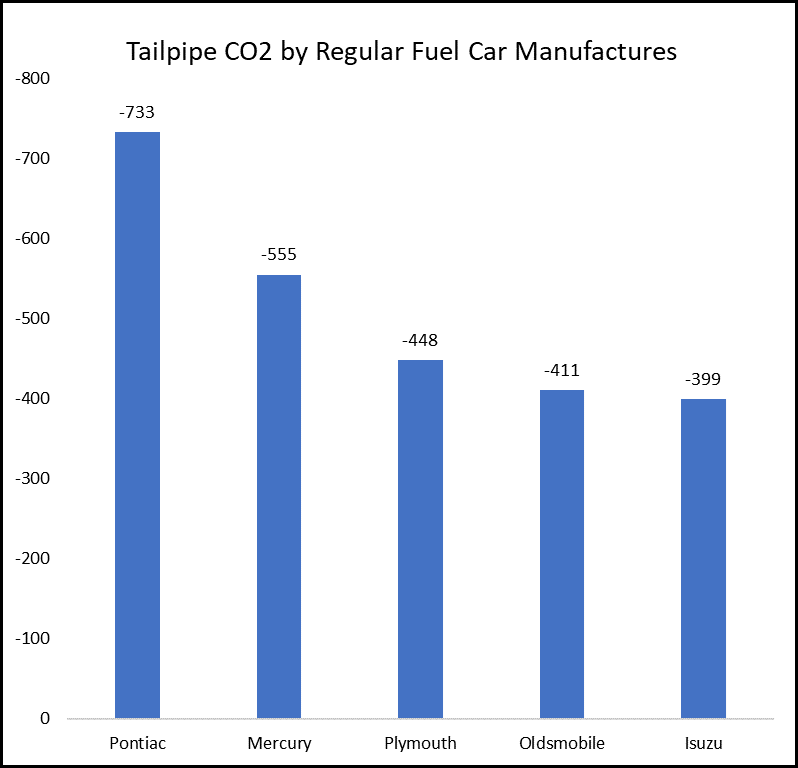 Tailpipe CO2 by Regular Fuel Car Manufactures
-800
-700
-600
-500
-400
-300
-200
-100
0
-733
-555
-448
-411
-399
Pontiac
Mercury
Plymouth
Oldsmobile
Isuzu